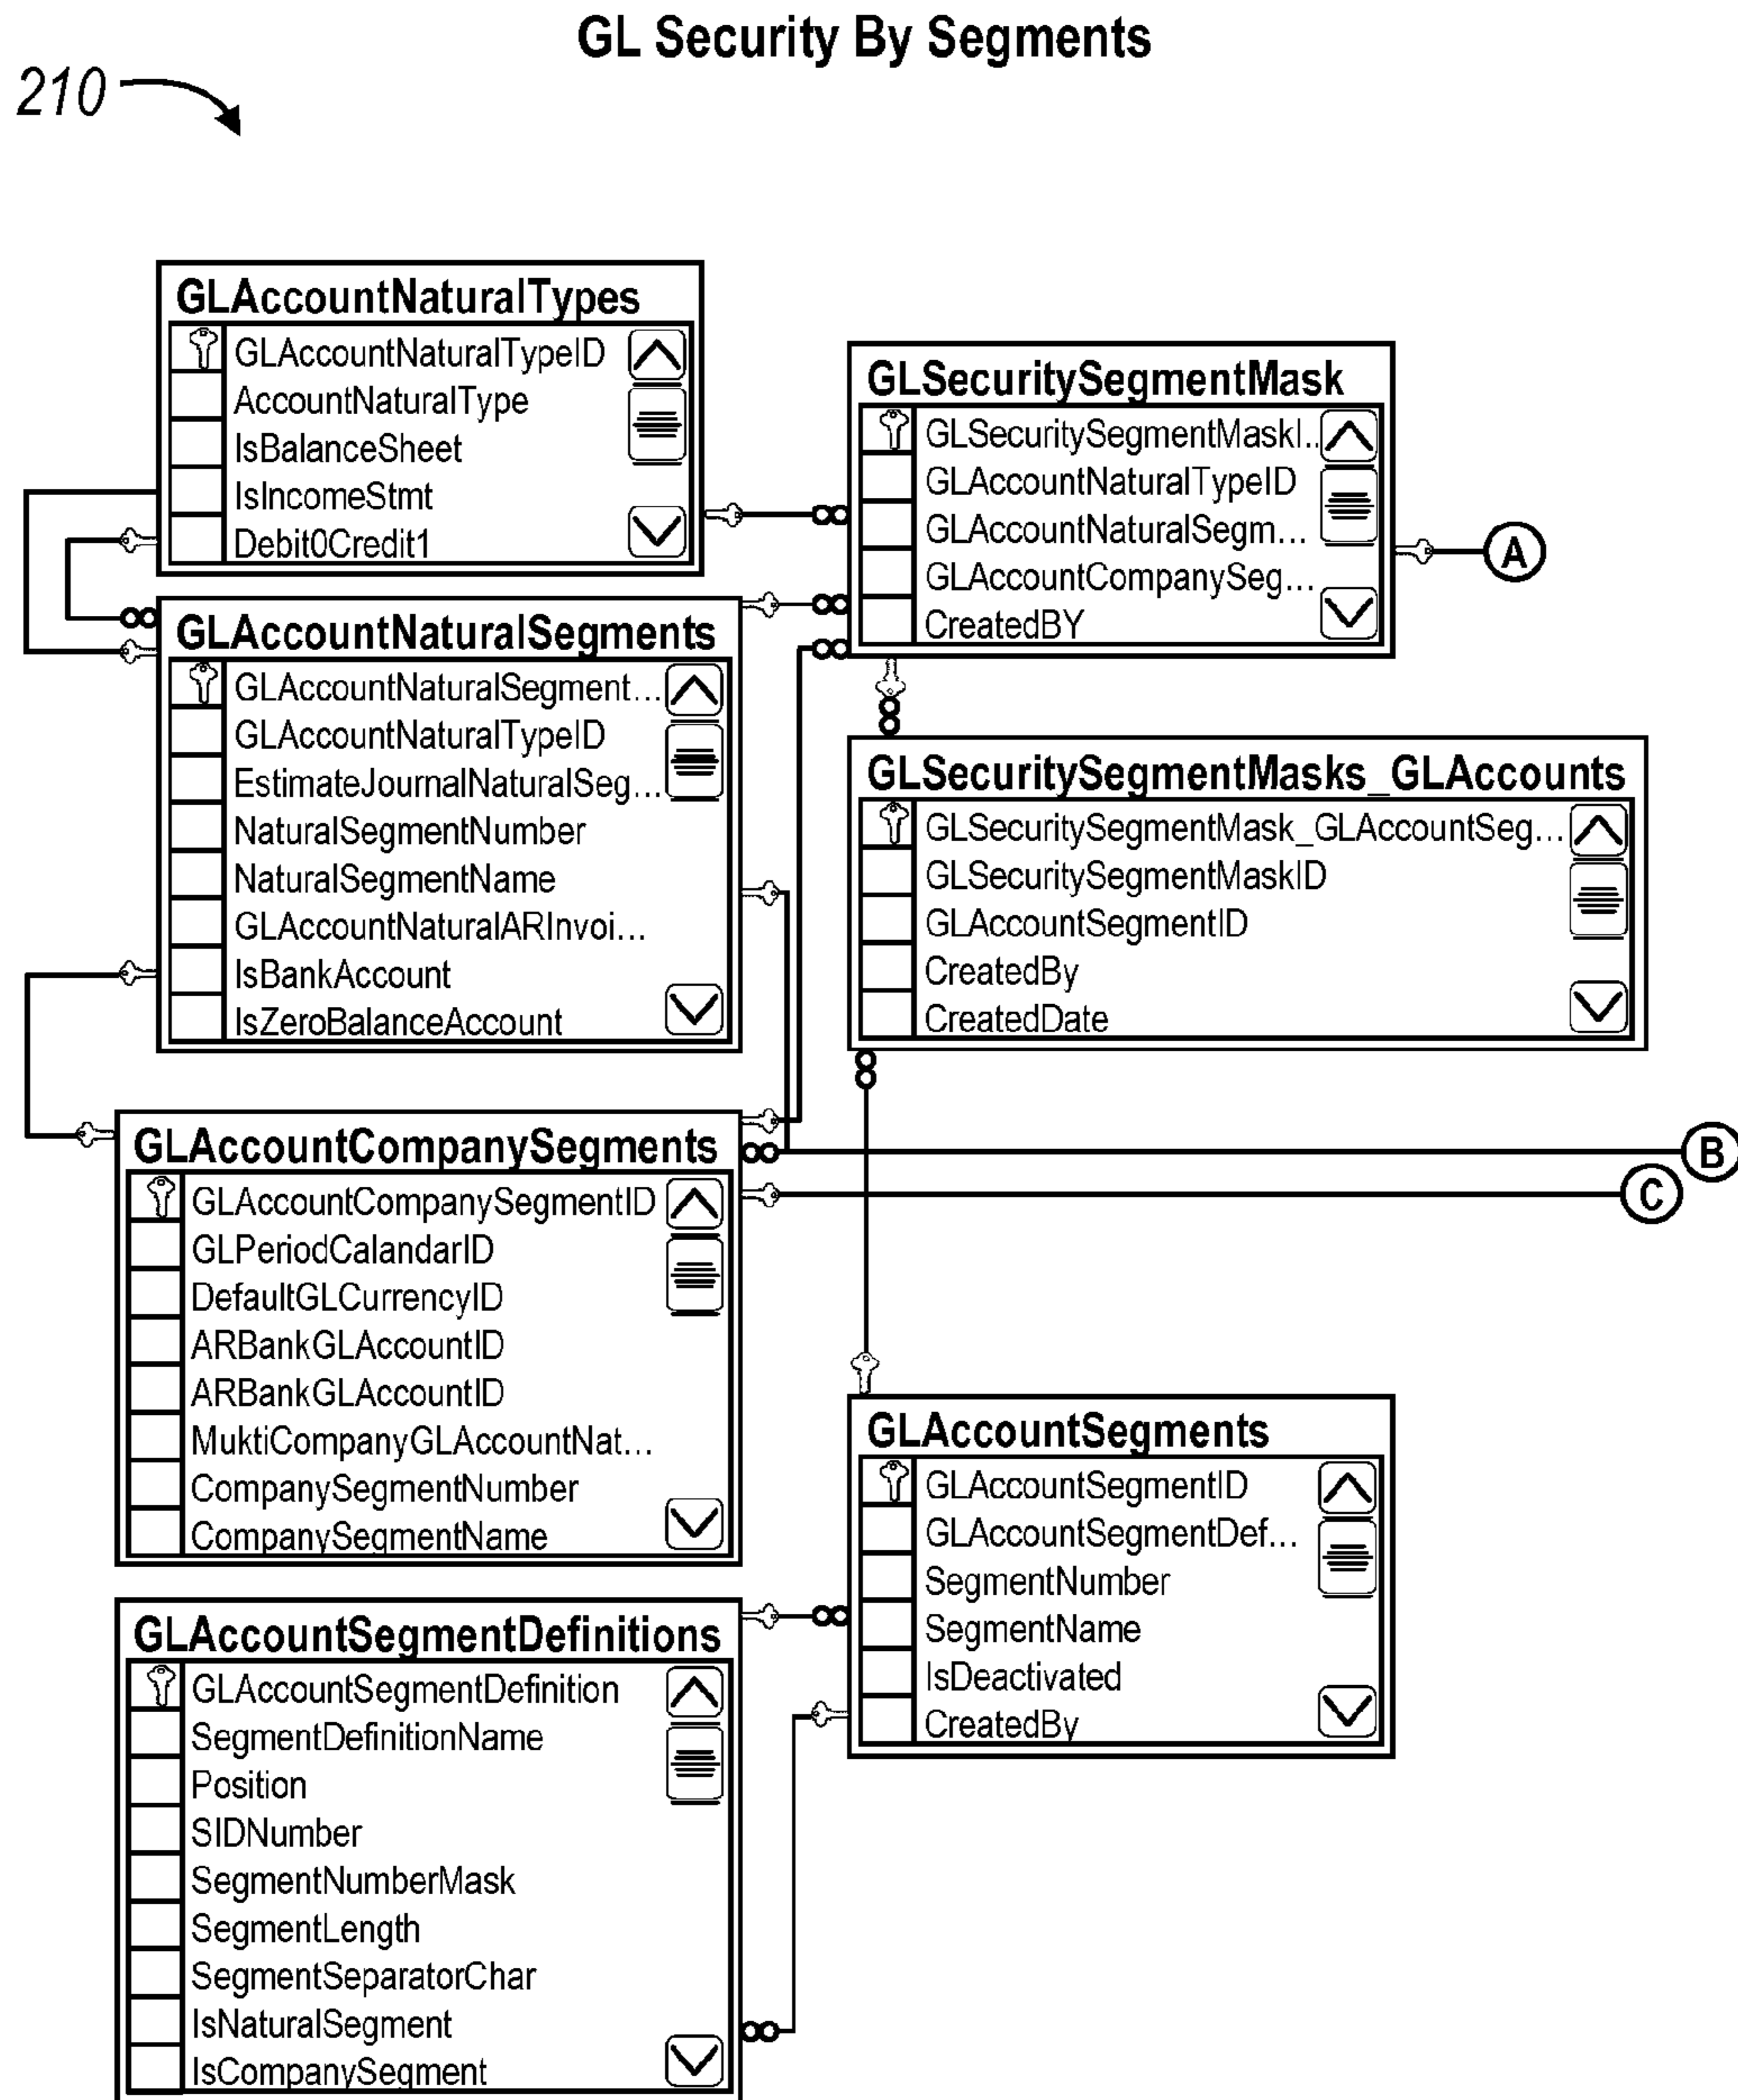 GL Security By Segments
210
GLAccountNaturalTypes
GLAccountNaturalTypeID
AccountNaturalType
IsBalanceSheet
IsIncomeStmt
Debit0Credit1
GLSecuritySegmentMask
GLSecuritySegmentMaskI..
GLAccountNaturalTypeID
GLAccountNaturalSegm...
GLAccountCompanySeg...
CreatedBY
A
GLAccountNaturalSegments
GLAccountNaturalSegment...
GLAccountNaturalTypeID
EstimateJournalNaturalSeg...
NaturalSegmentNumber
NaturalSegmentName
GLAccountNaturalARInvoi...
IsBankAccount
IsZeroBalanceAccount
GLSecuritySegmentMasks_GLAccounts
GLSecuritySegmentMask_GLAccountSeg...
GLSecuritySegmentMaskID
GLAccountSegmentID
CreatedBy
CreatedDate
GLAccountCompanySegments
GLAccountCompanySegmentID
GLPeriodCalandarID
DefaultGLCurrencyID
ARBankGLAccountID
ARBankGLAccountID
MuktiCompanyGLAccountNat...
CompanySegmentNumber
CompanySegmentName
B
C
GLAccountSegments
GLAccountSegmentID
GLAccountSegmentDef...
SegmentNumber
SegmentName
IsDeactivated
CreatedBy
GLAccountSegmentDefinitions
GLAccountSegmentDefinition
SegmentDefinitionName
Position
SIDNumber
SegmentNumberMask
SegmentLength
SegmentSeparatorChar
IsNaturalSegment
IsCompanySegment